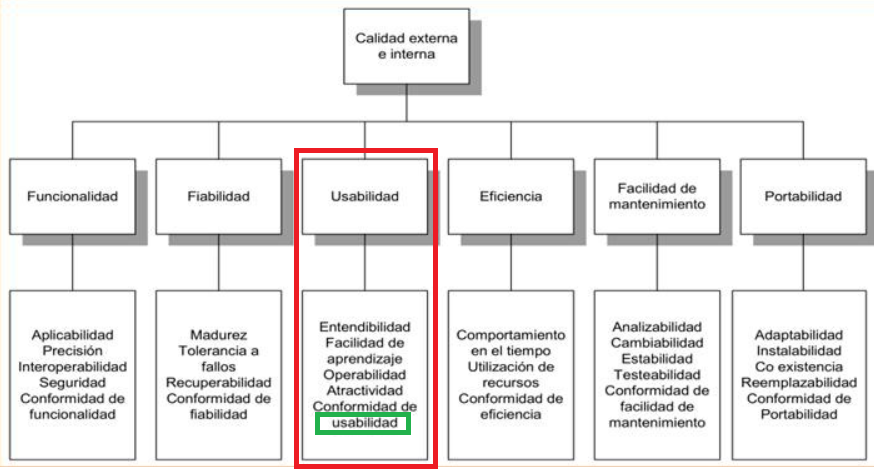 Calidad externa
e interna
Funcionalidad
Fiabilidad
Usabilidad
Eficiencia
Facilidad de
mantenimiento
Portabilidad
Aplicabilidad
Precisión
Interoperabilidad
Seguridad
Conformidad de
funcionalidad
Madurez
Tolerancia a
fallos
Recuperabilidad
Conformidad de
fiabilidad
Entendibilidad
Facilidad de
aprendizaje
Operabilidad
Atractividad
Conformidad de
usabilidad
Comportamiento
en el tiempo
Utilización de
recursos
Conformidad de
eficiencia
Analizabilidad
Cambiabilidad
Estabilidad
Testeabilidad
Conformidad de
facilidad de
mantenimiento
Adaptabilidad
Instalabilidad
Co existencia
Reemplazabilidad
Conformidad de
Portabilidad